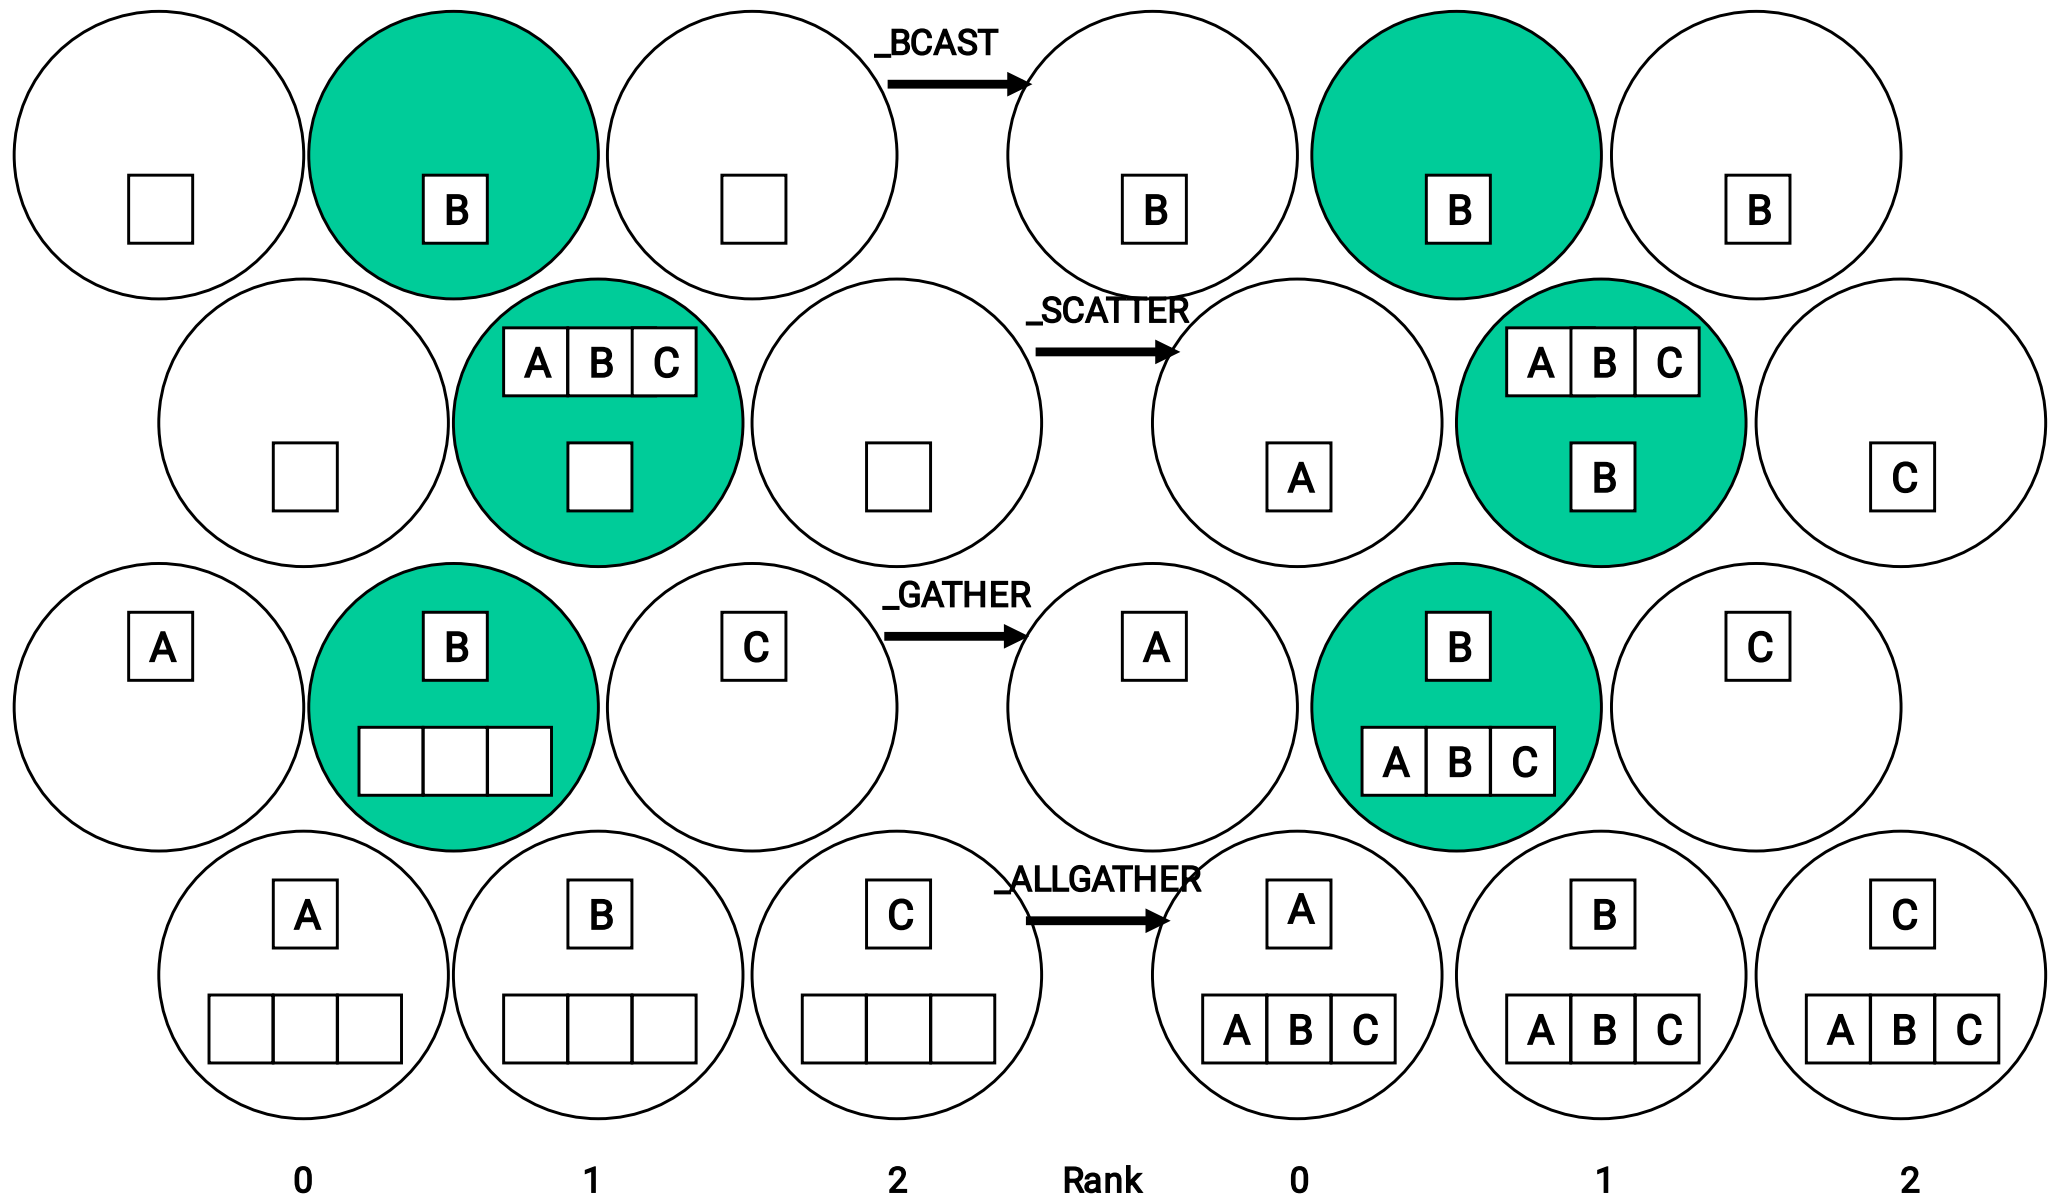 _BCAST
B B B B
_SCATTER
A B C A B C
A B C
_GATHER
A B C A B C
A B C
_ALLGATHER
A B C A B C
A B C A B C A B C
0 1 2 Rank 0 1 2